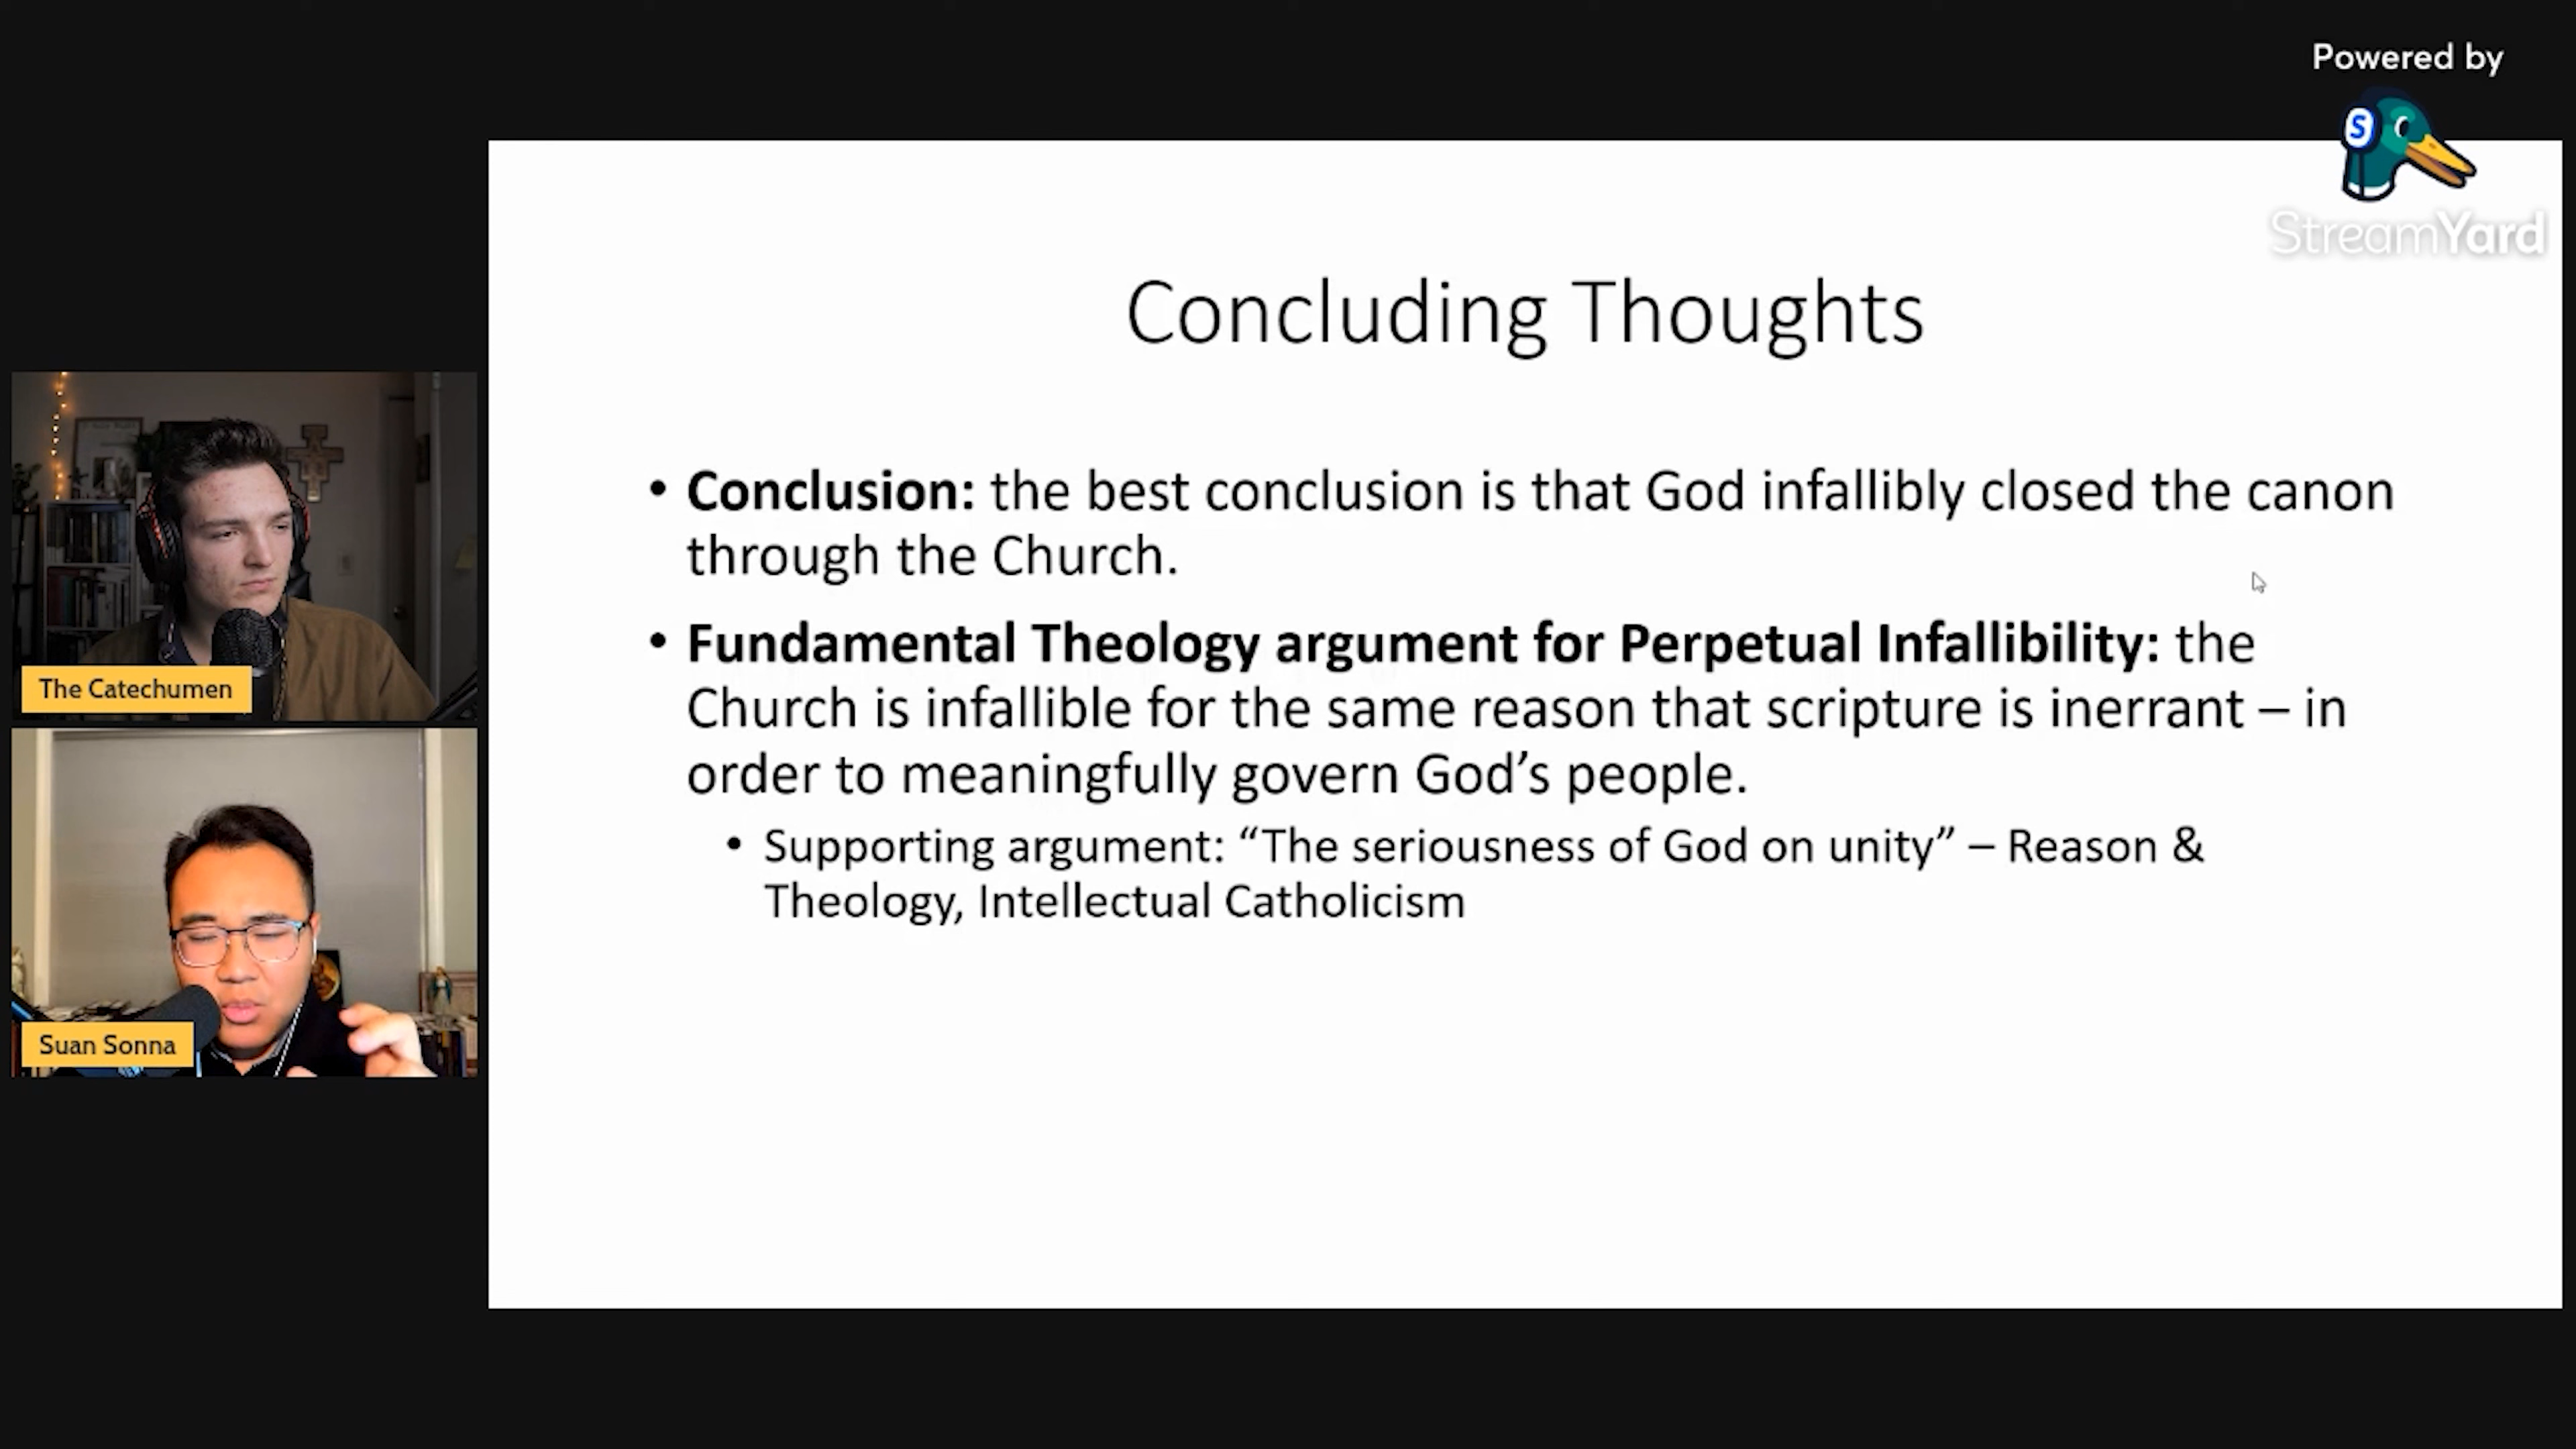 Powered by
S
StreamYard
Concluding Thoughts
• Conclusion: the best conclusion is that God infallibly closed the canon
through the Church.
• Fundamental Theology argument for Perpetual Infallibility: the
Church is infallible for the same reason that scripture is inerrant – in
order to meaningfully govern God’s people.
• Supporting argument: “The seriousness of God on unity” – Reason &
Theology, Intellectual Catholicism
The Catechumen
Suan Sonna